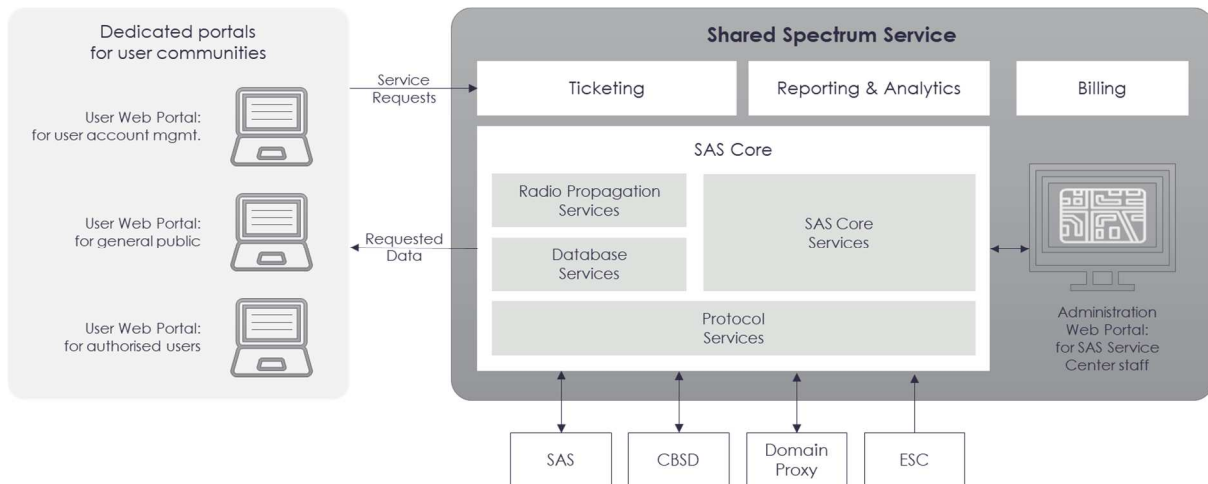 Dedicated portals
for user communities
User Web Portal:
for user account mgmt.
User Web Portal:
for general public
User Web Portal:
for authorised users
Service
Requests
Requested
Data
Shared Spectrum Service
Ticketing
Reporting & Analytics
Billing
SAS Core
Radio Propagation
Services
Database
Services
SAS Core
Services
Protocol
Services
Administration
Web Portal:
for SAS Service
Center staff
SAS
CBSD
Domain
Proxy
ESC